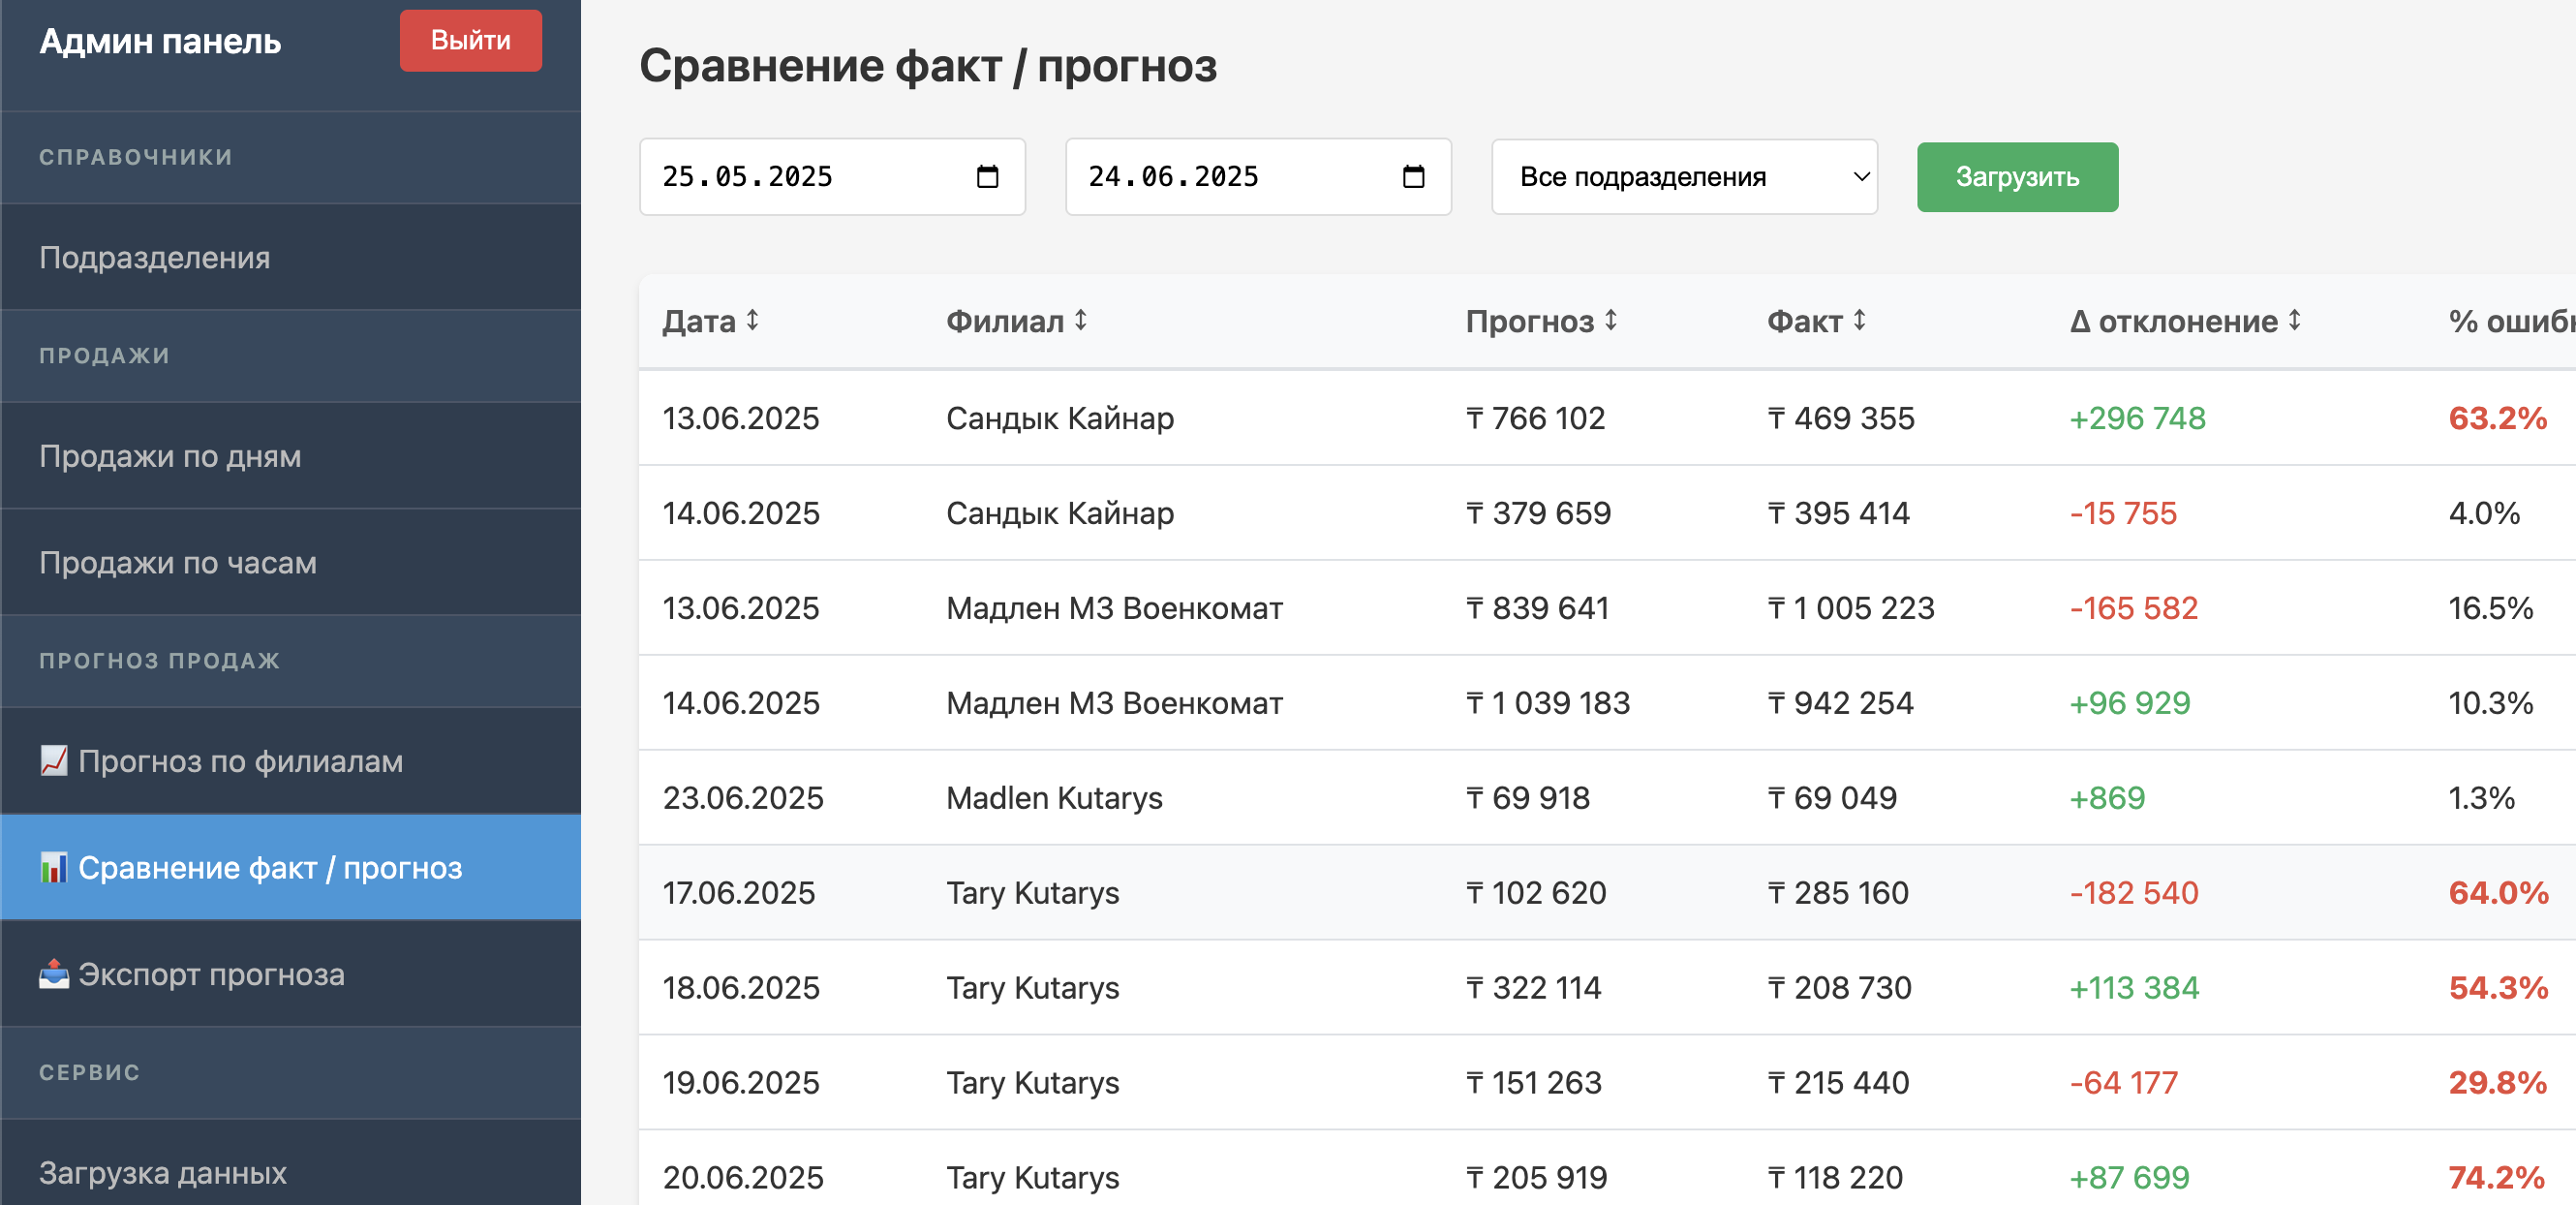 Админ панель
Выйти
СПРАВОЧНИКИ
Подразделения
ПРОДАЖИ
Продажи по дням
Продажи по часам
ПРОГНОЗ ПРОДАЖ
Прогноз по филиалам
Сравнение факт / прогноз
Экспорт прогноза
СЕРВИС
Загрузка данных
Сравнение факт / прогноз
25.05.2025 24.06.2025 Все подразделения Загрузить
Дата Филиал Прогноз Факт Δ отклонение %
13.06.2025 Сандык Кайнар ₸ 766 102 ₸ 469 355 +296 748 63.2%
14.06.2025 Сандык Кайнар ₸ 379 659 ₸ 395 414 -15 755 4.0%
13.06.2025 Мадлен М3 Военкомат ₸ 839 641 ₸ 1 005 223 -165 582 16.5%
14.06.2025 Мадлен М3 Военкомат ₸ 1 039 183 ₸ 942 254 +96 929 10.3%
23.06.2025 Madlen Kutarys ₸ 69 918 ₸ 69 049 +869 1.3%
17.06.2025 Tary Kutarys ₸ 102 620 ₸ 285 160 -182 540 64.0%
18.06.2025 Tary Kutarys ₸ 322 114 ₸ 208 730 +113 384 54.3%
19.06.2025 Tary Kutarys ₸ 151 263 ₸ 215 440 -64 177 29.8%
20.06.2025 Tary Kutarys ₸ 205 919 ₸ 118 220 +87 699 74.2%